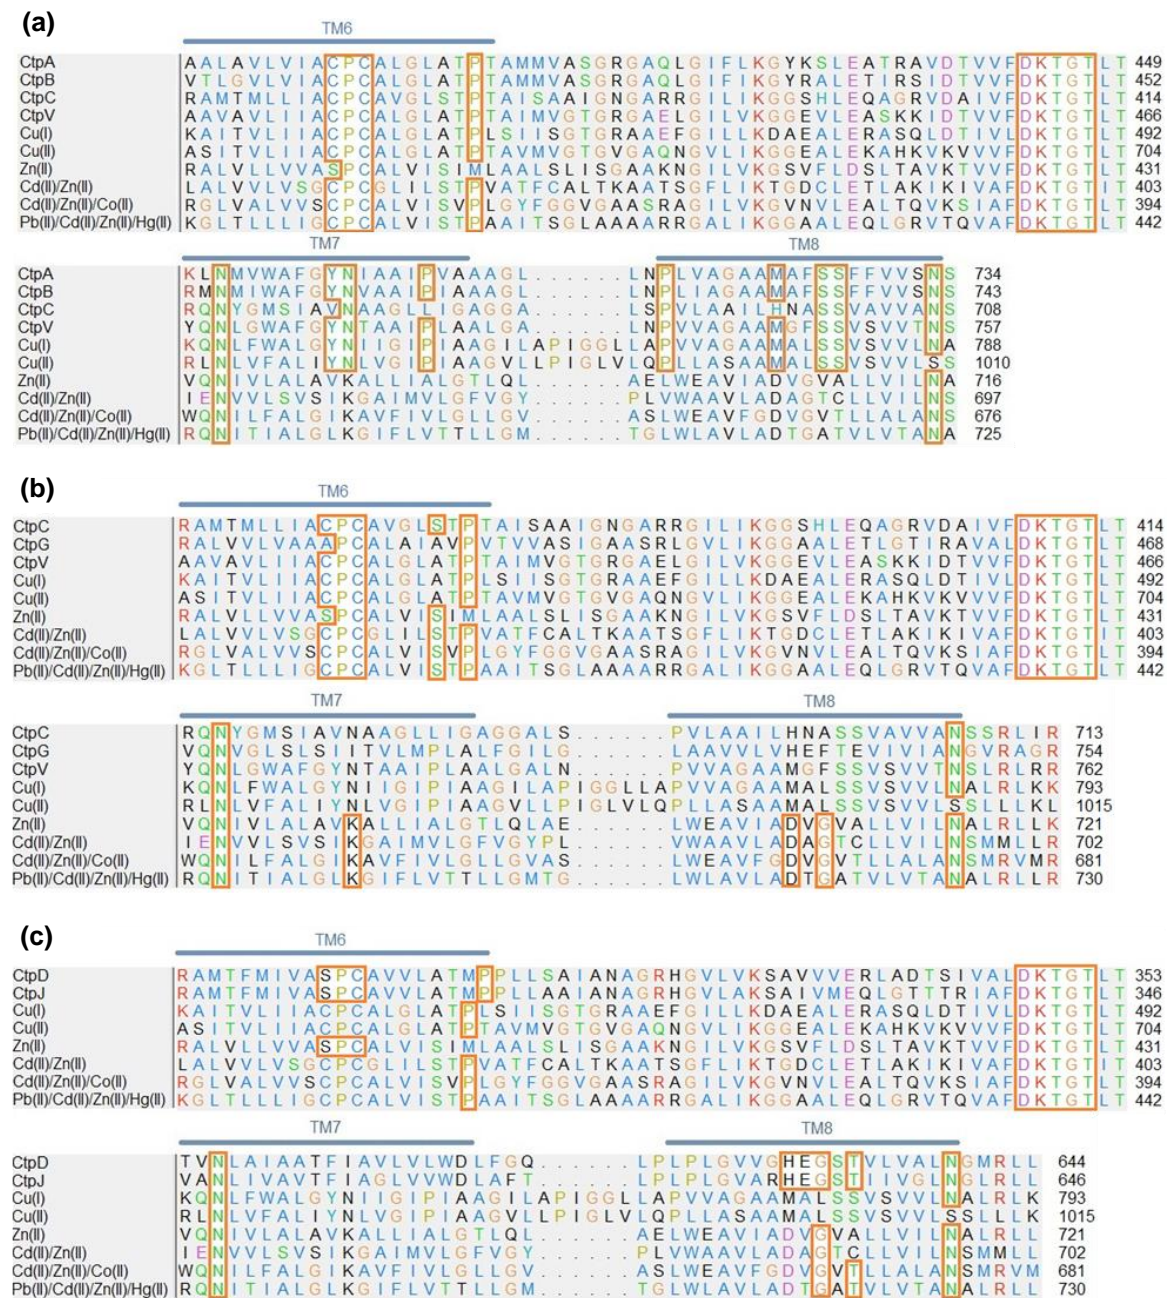 (a)
TM6
CtpA AALAVLVIACPCALGLATPTAMMVASGRGAQLGIFLKGYKSLEATRAVDTVVFDKTGTLT 449
CtpB VTLGVLVIACPCALGLATPTAMMVASGRGAQLGIFLKGYRALETIRSIDTVVFDKTGTLT 452
CtpC RAMTMLLIACPCAVGLSTPTAISAAIGNGARRGILIKGGSHLEQAGRVDAIVFDKTGTLT 414
CtpV AAVAVLIIACPCALGLATPTAIMVGTGRGAELGILVKGGEVLEASKKIDTVVFDKTGTLT 466
Cu(I) KAITVLIIACPCALGLATPLSIISGTGRAAEFGILLKDAEALERASQLDTIVLDKTGTLT 492
Cu(II) ASITVLIIACPCALGLATPTAVMVGTGVGAQNGVLIKGGEALEKAHKVKVVVFDKTGTLT 704
Zn(II) RALVLLVVASPCALVISIMLAALSLISGAAKNGILVKGSVFLDSLTAVKTVVFDKTGTLT 431
Cd(II)/Zn(II) LALVVLVSGCPCGLILSTPVATFCALTKAATSGFLIKTGDCLETLAKIKIVAFDKTGTIT 403
Cd(II)/Zn(II)/Co(II) RGLVALVVSCPCALVISVPLGYFGGVGAASRAGILVKGVNVLEALTQVKSIAFDKTGTLT 394
Pb(II)/Cd(II)/Zn(II)/Hg(II) KGLTLLLIGCPCALVISTPAAITSGLAAAARRGALIKGGAALEQLGRVTQVAFDKTGTLT 442
TM7 TM8
CtpA KLNMVWAFGYNIAAIPVAAAGL......LNPLVAGAAMAFSSFFVVSNS 734
CtpB RMNMIWAFGYNVAAIPIAAAGL......LNPLIAGAAMAFSSFFVVSNS 743
CtpC RQNYGMSIAVNAAGLLIGAGGA......LSPVLAAILHNASSVAVVANS 708
CtpV YQNLGWAFGYNTAAIPLAALGA......LNPVVAGAAMGFSSVSVVTNS 757
Cu(I) KQNLFWALGYNIIGIPIAAGILAPIGGLLAPVVAGAAMALSSVSVVLNA 788
Cu(II) RLNLVFALIYNLVGIPIAAGVLLPIGLVLQPLLASAAMALSSVSVVLSS 1010
Zn(II) VQNIVLALAVKALLIALGTLQL......AELWEAVIADVGVALLVILNA 716
Cd(II)/Zn(II) IENVVLSVSIKGAIMVLGFVGY......PLVWAAVLADAGTCLLVILNS 697
Cd(II)/Zn(II)/Co(II) WQNILFALGIKAVFIVLGLLGV......ASLWEAVFGDVGVTLLALANS 676
Pb(II)/Cd(II)/Zn(II)/Hg(II) RQNITIALGLKGIFLVTTLLGM......TGLWLAVLADTGATVLVTANA 725
(b)
TM6
CtpC RAMTMLLIACPCAVGLSTPTAISAAIGNGARRGILIKGGSHLEQAGRVDAIVFDKTGTLT 414
CtpG RALVVLVAAAPCALAIAVPVTVVASIGAASRLGVLIKGGAALETLGTIRAVALDKTGTLT 468
CtpV AAVAVLIIACPCALGLATPTAIMVGTGRGAELGILVKGGEVLEASKKIDTVVFDKTGTLT 466
Cu(I) KAITVLIIACPCALGLATPLSIISGTGRAAEFGILLKDAEALERASQLDTIVLDKTGTLT 492
Cu(II) ASITVLIIACPCALGLATPTAVMVGTGVGAQNGVLIKGGEALEKAHKVKVVVFDKTGTLT 704
Zn(II) RALVLLVVASPCALVISIMLAALSLISGAAKNGILVKGSVFLDSLTAVKTVVFDKTGTLT 431
Cd(II)/Zn(II) LALVVLVSGCPCGLILSTPVATFCALTKAATSGFLIKTGDCLETLAKIKIVAFDKTGTIT 403
Cd(II)/Zn(II)/Co(II) RGLVALVVSCPCALVISVPLGYFGGVGAASRAGILVKGVNVLEALTQVKSIAFDKTGTLT 394
Pb(II)/Cd(II)/Zn(II)/Hg(II) KGLTLLLIGCPCALVISTPAAITSGLAAAARRGALIKGGAALEQLGRVTQVAFDKTGTLT 442
TM7 TM8
CtpC RQNYGMSIAVNAAGLLIGAGGALS......PVLAAILHNASSVAVVANSSRLIR 713
CtpG VQNVGLSLSIITVLMPLALFGILG......LAAVVLVHEFTEVIVIANGVRAGR 754
CtpV YQNLGWAFGYNTAAIPLAALGALN......PVVAGAAMGFSSVSVVTNSLRLRR 762
Cu(I) KQNLFWALGYNIIGIPIAAGILAPIGGLLAPVVAGAAMALSSVSVVLNALRLKK 793
Cu(II) RLNLVFALIYNLVGIPIAAGVLLPIGLVLQPLLASAAMALSSVSVVLSSLLLKL 1015
Zn(II) VQNIVLALAVKALLIALGTLQLAE......LWEAVIADVGVALLVILNALRLLK 721
Cd(II)/Zn(II) IENVVLSVSIKGAIMVLGFVGYPL......VWAAVLADAGTCLLVILNSMMLLR 702
Cd(II)/Zn(II)/Co(II) WQNILFALGIKAVFIVLGLLGVAS......LWEAVFGDVGVTLLALANSMRVMR 681
Pb(II)/Cd(II)/Zn(II)/Hg(II) RQNITIALGLKGIFLVTTLLGMTG......LWLAVLADTGATVLVTANALRLLR 730
(c)
TM6
CtpD RAMTFMIVASPCAVVLATMPPLLSAIANAGRHGVLVKSAVVVERLADTSIVALDKTGTLT 353
CtpJ RAMTFMIVASPCAVVLATMPPLLAAIANAGRHGVLAKSAIVMEQLGTTTRIAFDKTGTLT 346
Cu(I) KAITVLIIACPCALGLATPLSIISGTGRAAEFGILLKDAEALERASQLDTIVLDKTGTLT 492
Cu(II) ASITVLIIACPCALGLATPTAVMVGTGVGAQNGVLIKGGEALEKAHKVKVVVFDKTGTLT 704
Zn(II) RALVLLVVASPCALVISIMLAALSLISGAAKNGILVKGSVFLDSLTAVKTVVFDKTGTLT 431
Cd(II)/Zn(II) LALVVLVSGCPCGLILSTPVATFCALTKAATSGFLIKTGDCLETLAKIKIVAFDKTGTIT 403
Cd(II)/Zn(II)/Co(II) RGLVALVVSCPCALVISVPLGYFGGVGAASRAGILVKGVNVLEALTQVKSIAFDKTGTLT 394
Pb(II)/Cd(II)/Zn(II)/Hg(II) KGLTLLLIGCPCALVISTPAAITSGLAAAARRGALIKGGAALEQLGRVTQVAFDKTGTLT 442
TM7 TM8
CtpD TVNLAIAATFIAVLVLWDLFGQ......LPLPLGVVGHEGSTVLVALNGMRLL 644
CtpJ VANLIVAVTFIAGLVVWDLAFT......LPLPLGVARHEGSTIIVGLNGLRLL 646
Cu(I) KQNLFWALGYNIIGIPIAAGILAPIGGLLAPVVAGAAMALSSVSVVLNALRLK 793
Cu(II) RLNLVFALIYNLVGIPIAAGVLLPIGLVLQPLLASAAMALSSVSVVLSSLLLK 1015
Zn(II) VQNIVLALAVKALLIALGTLQL......AELWEAVIADVGVALLVILNALRLL 721
Cd(II)/Zn(II) IENVVLSVSIKGAIMVLGFVGY......PLVWAAVLADAGTCLLVILNSMMLL 702
Cd(II)/Zn(II)/Co(II) WQNILFALGIKAVFIVLGLLGV......ASLWEAVFGDVGVTLLALANSMRVM 681
Pb(II)/Cd(II)/Zn(II)/Hg(II) RQNITIALGLKGIFLVTTLLGM......TGLWLAVLADTGATVLVTANALRLL 730